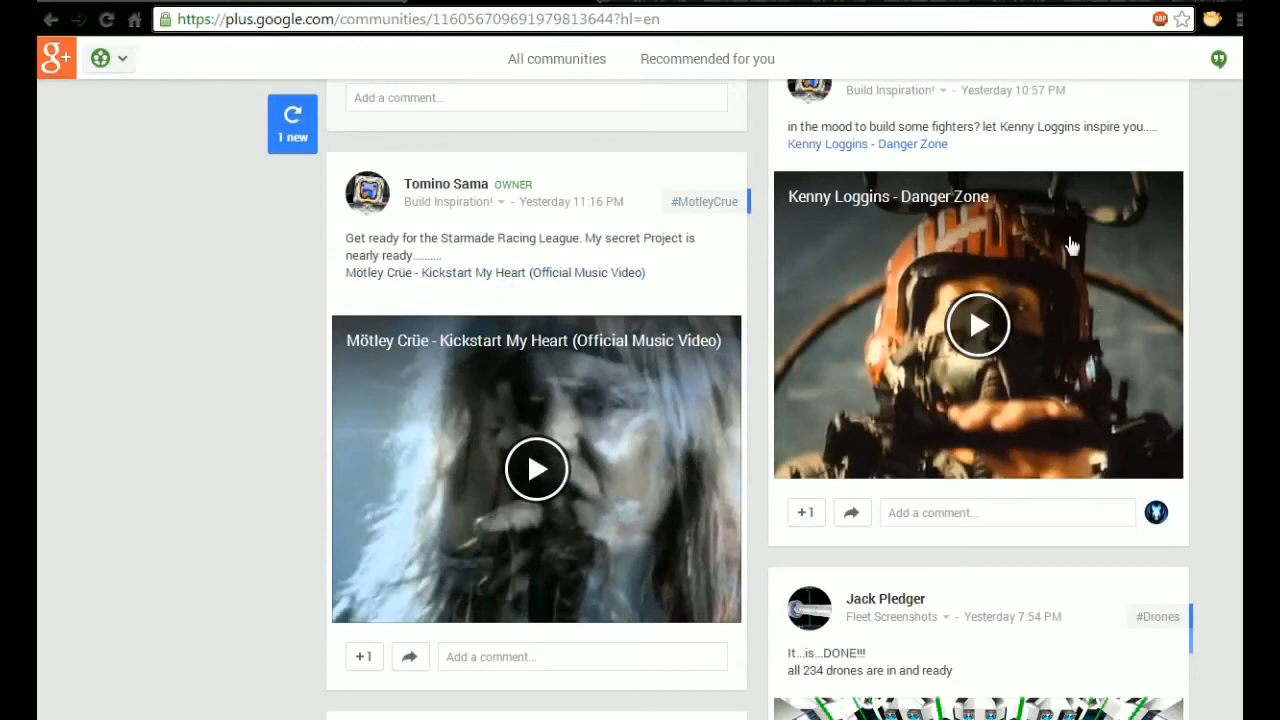 https://plus.google.com/communities/116056709691979813644?hl=en
ABP
g+
All communities
Recommended for you
1 new
Add a comment...
Tomino Sama OWNER
Build Inspiration! - Yesterday 11:16 PM
#MotleyCrue
Get ready for the Starmade Racing League. My secret Project is
nearly ready..........
Mötley Crüe - Kickstart My Heart (Official Music Video)
Mötley Crüe - Kickstart My Heart (Official Music Video)
+1
Add a comment...
Build Inspiration! - Yesterday 10:57 PM
in the mood to build some fighters? let Kenny Loggins inspire you.....
Kenny Loggins - Danger Zone
Kenny Loggins - Danger Zone
+1
Add a comment...
Jack Pledger
Fleet Screenshots - Yesterday 7:54 PM
#Drones
It...is...DONE!!!
all 234 drones are in and ready